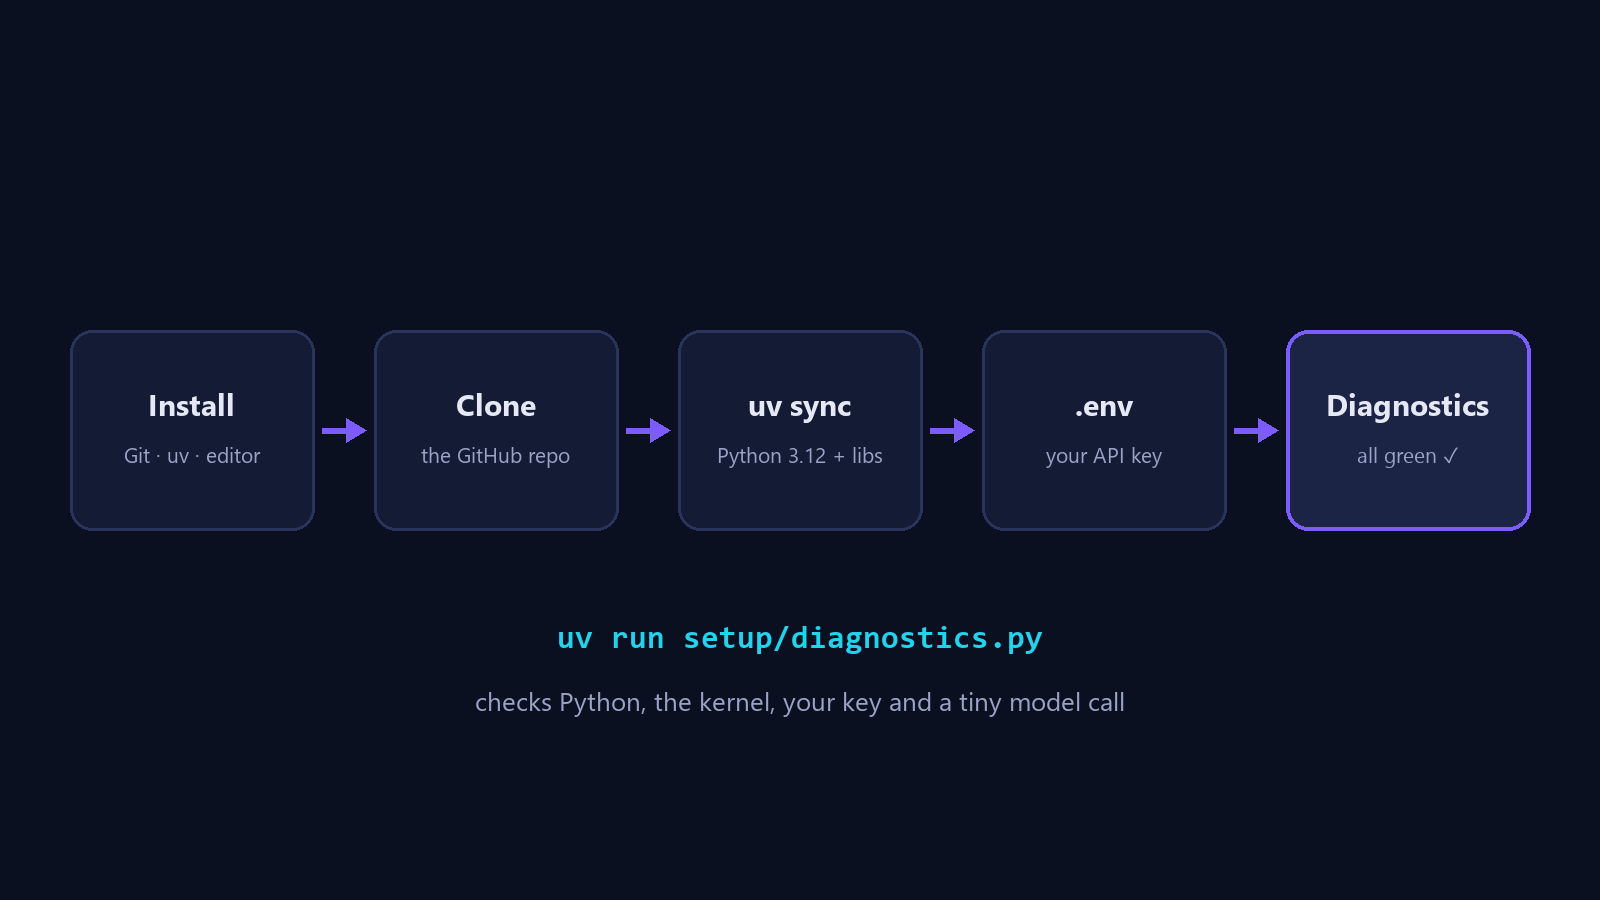 Install
Git · uv · editor
Clone
the GitHub repo
uv sync
Python 3.12 + libs
.env
your API key
Diagnostics
all green ✓
uv run setup/diagnostics.py
checks Python, the kernel, your key and a tiny model call